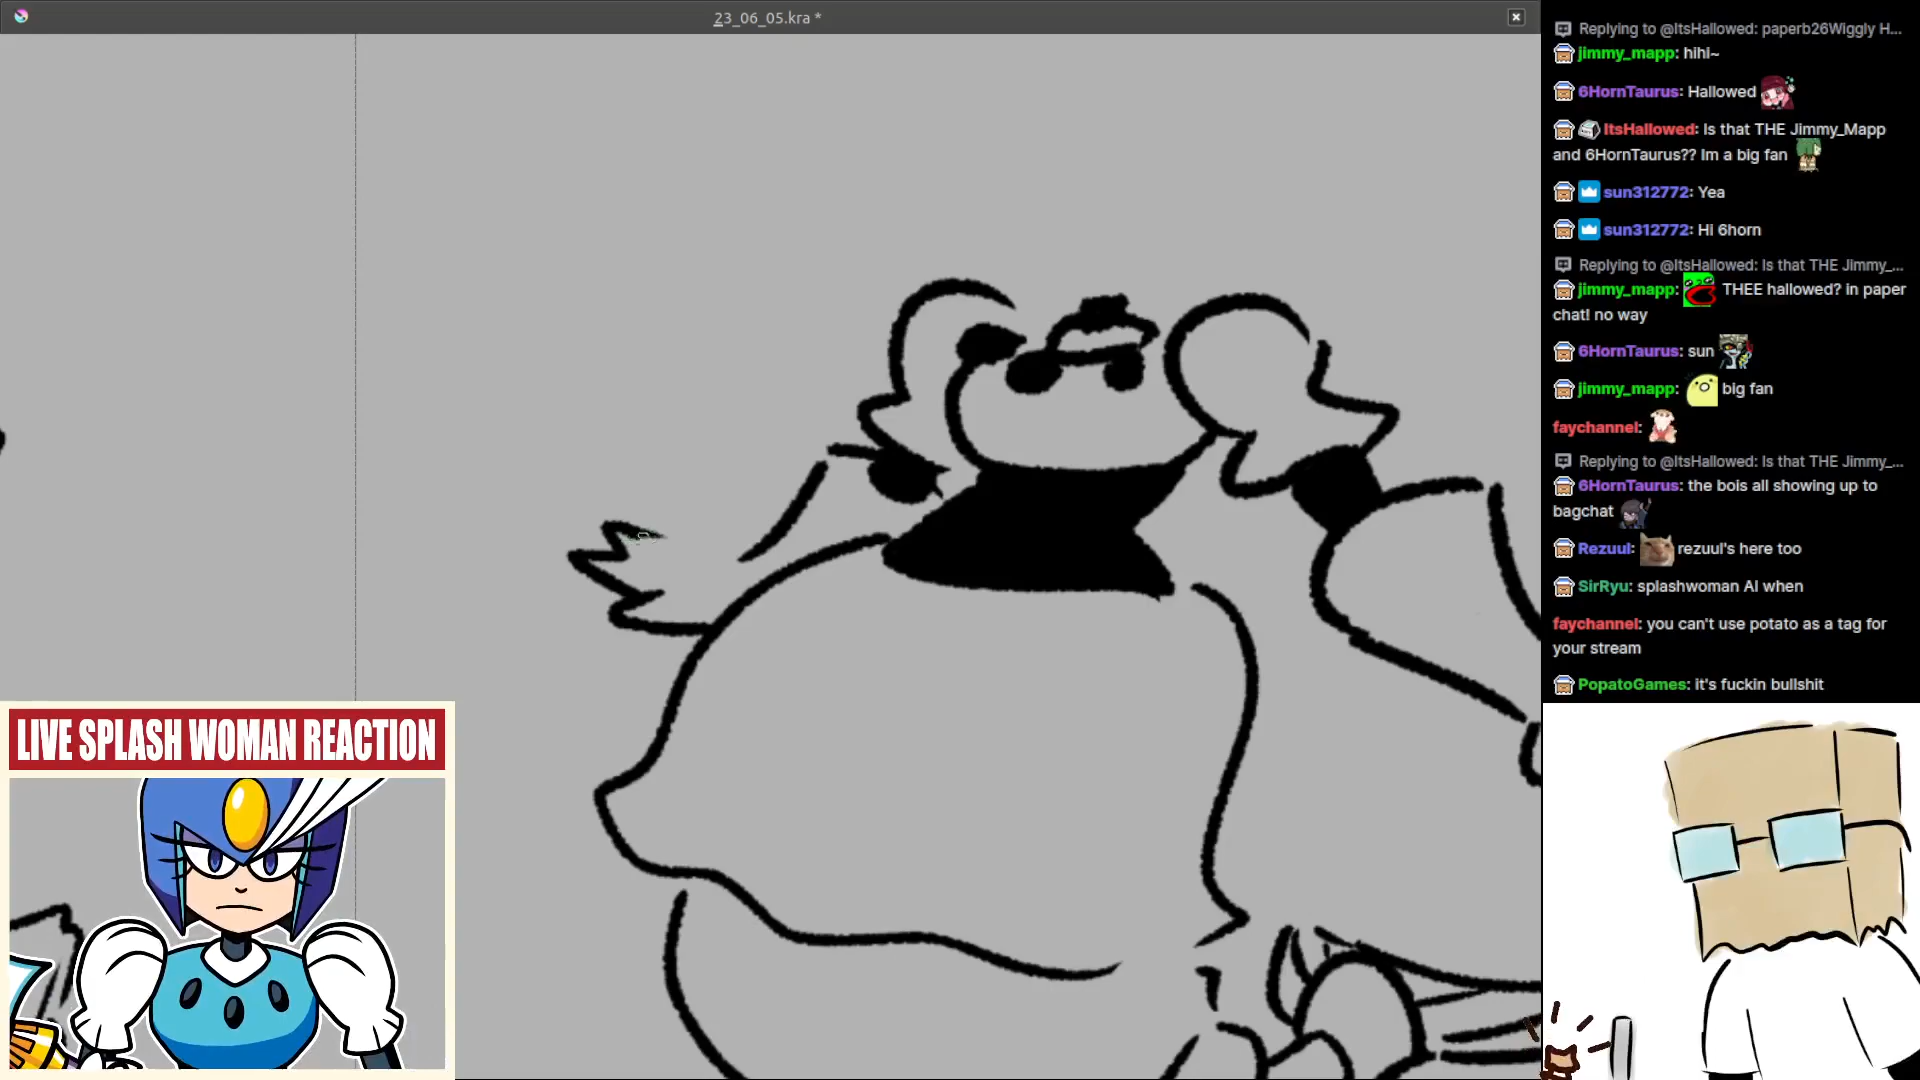 23_06_05.kra *
Replying to @ItsHallowed: paperb26Wiggly H...
jimmy_mapp: hihi~
6HornTaurus: Hallowed
ItsHallowed: Is that THE Jimmy_Mapp
and 6HornTaurus?? Im a big fan
sun312772: Yea
sun312772: Hi 6horn
Replying to @ItsHallowed: Is that THE Jimmy_...
jimmy_mapp: THEE hallowed? in paper
chat! no way
6HornTaurus: sun
jimmy_mapp: big fan
faychannel:
Replying to @ItsHallowed: Is that THE Jimmy_...
6HornTaurus: the bois all showing up to
bagchat
Rezuul: rezuul's here too
SirRyu: splashwoman AI when
faychannel: you can't use potato as a tag for
your stream
PopatoGames: it's fuckin bullshit
LIVE SPLASH WOMAN REACTION